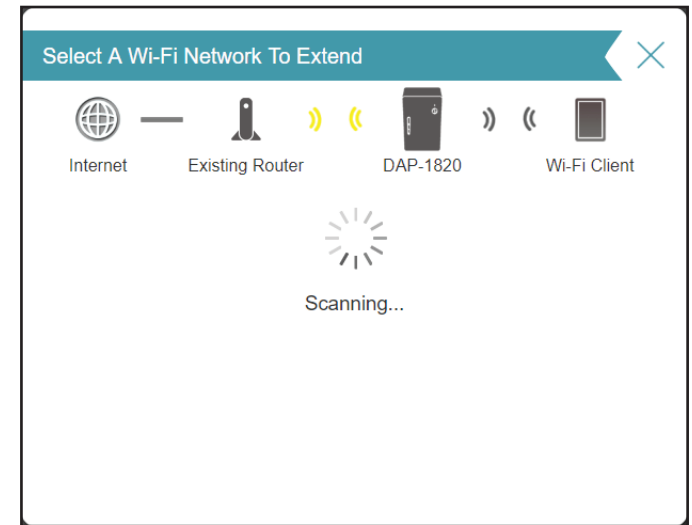 Select A Wi-Fi Network To Extend
Internet
Existing Router
DAP-1820
Wi-Fi Client
Scanning...